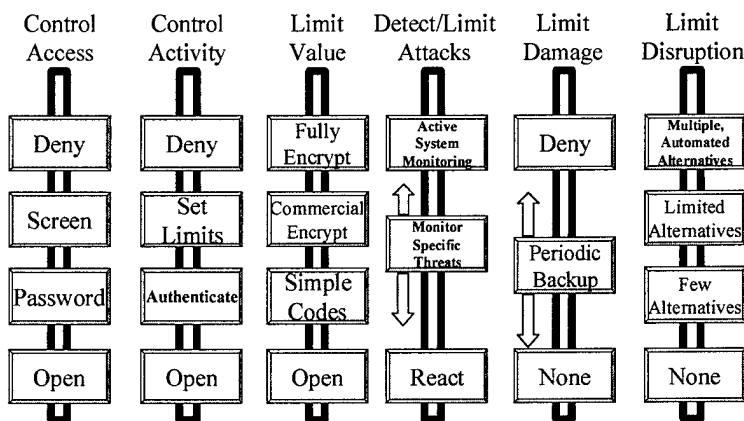 Control
Access
Deny
Screen
Password
Open
Control
Activity
Deny
Set
Limits
Authenticate
Open
Limit
Value
Fully
Encrypt
Commercial
Encrypt
Simple
Codes
Open
Detect/Limit
Attacks
Active
System
Monitoring
Monitor
Specific
Threats
React
Limit
Damage
Deny
Periodic
Backup
None
Limit
Disruption
Multiple,
Automated
Alternatives
Limited
Alternatives
Few
Alternatives
None